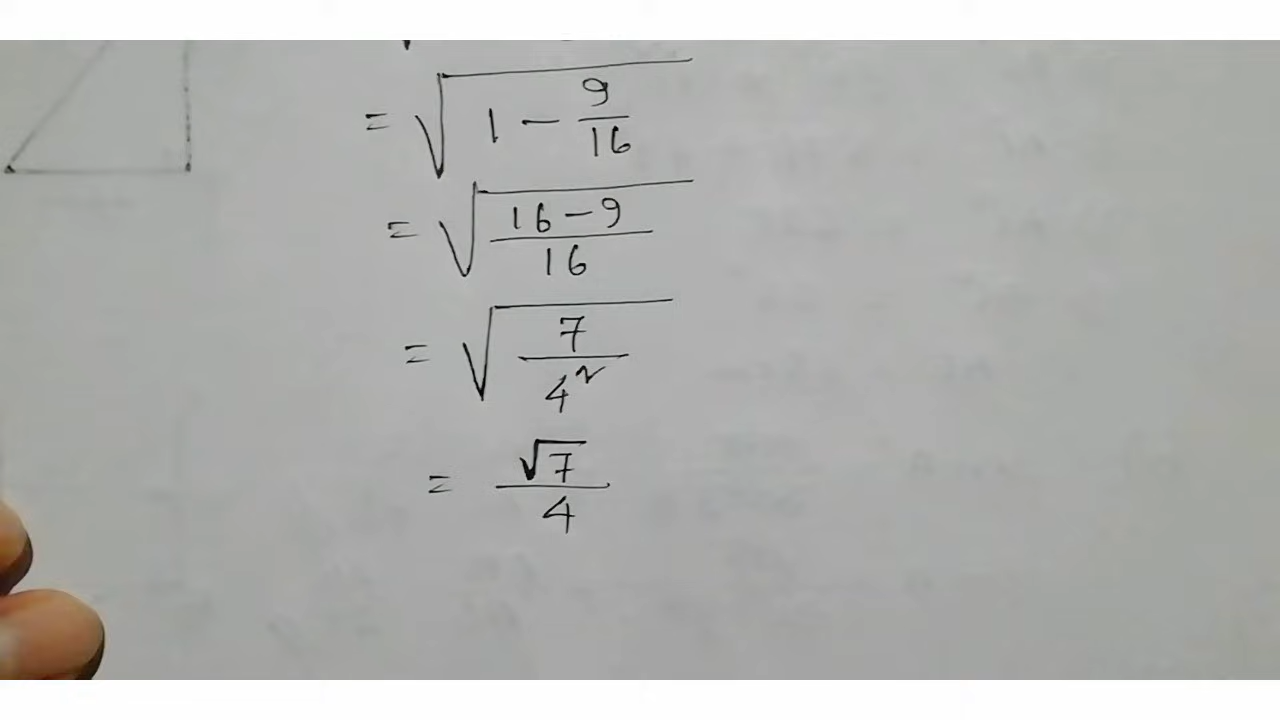 = √(1 − 9/16)
= √((16 − 9)/16)
= √(7/4²)
= √7/4